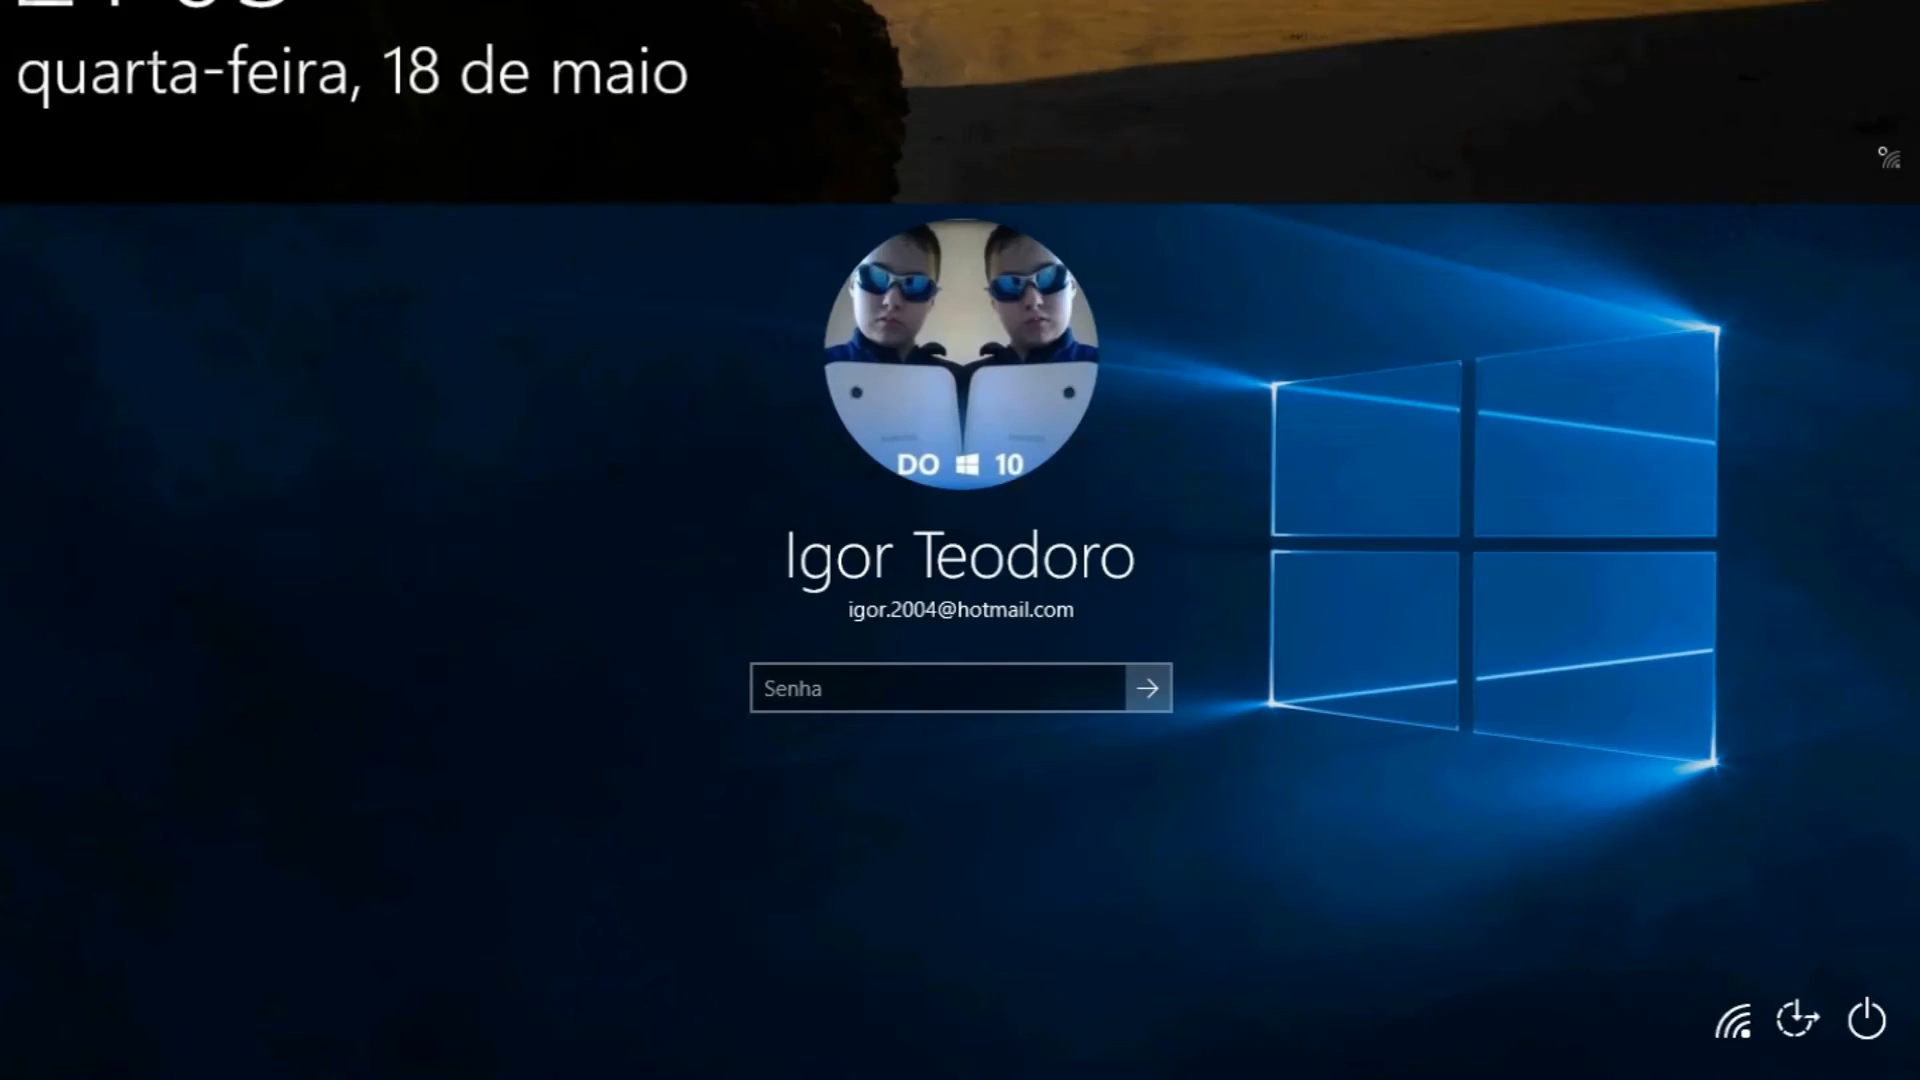 quarta-feira, 18 de maio
DO 10
Igor Teodoro
igor.2004@hotmail.com
Senha